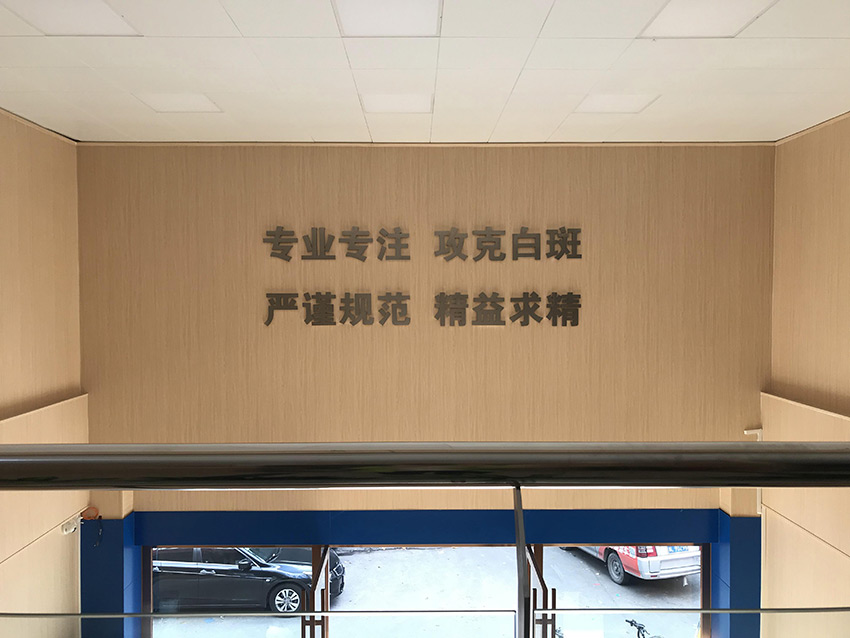 专业专注 攻克白斑
严谨规范 精益求精